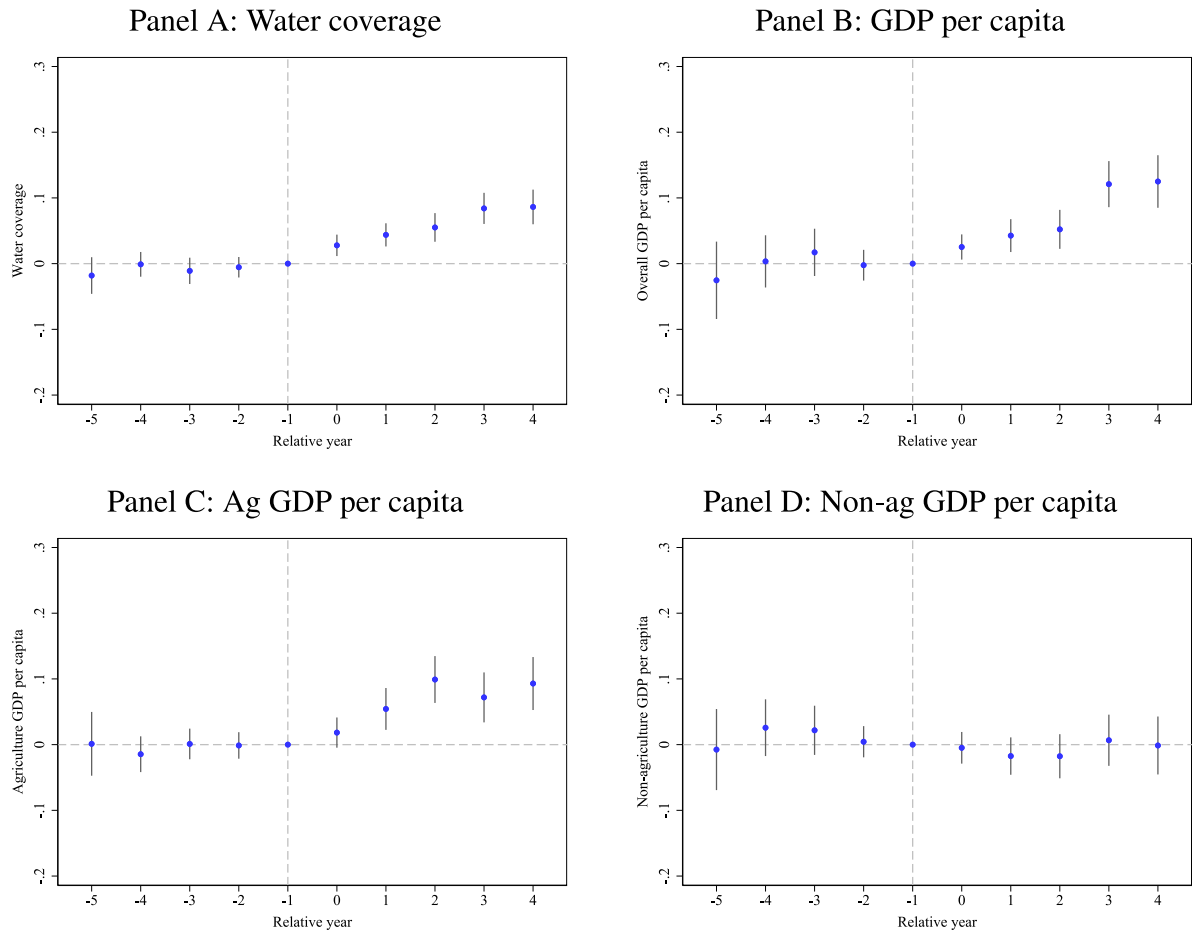 Panel A: Water coverage
Water coverage
.3
.2
.1
0
-.1
-.2
-5 -4 -3 -2 -1 0 1 2 3 4
Relative year
Panel B: GDP per capita
Overall GDP per capita
.3
.2
.1
0
-.1
-.2
-5 -4 -3 -2 -1 0 1 2 3 4
Relative year
Panel C: Ag GDP per capita
Agriculture GDP per capita
.3
.2
.1
0
-.1
-.2
-5 -4 -3 -2 -1 0 1 2 3 4
Relative year
Panel D: Non-ag GDP per capita
Non-agriculture GDP per capita
.3
.2
.1
0
-.1
-.2
-5 -4 -3 -2 -1 0 1 2 3 4
Relative year